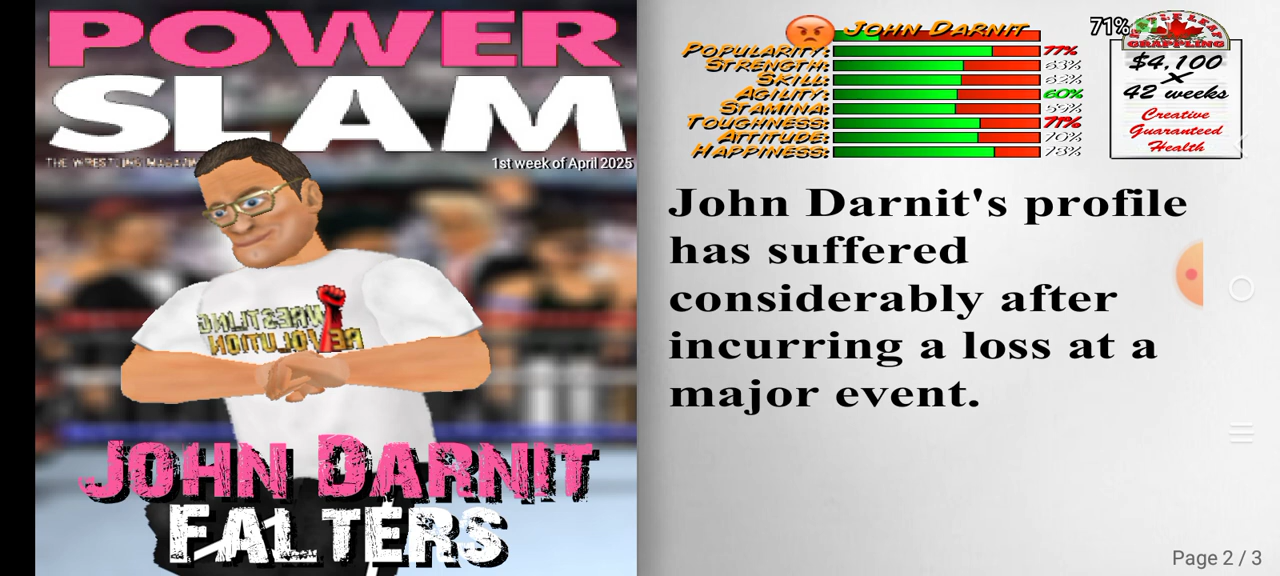 POWER
SLAM
THE WRESTLING MAGAZINE
1st week of April 2025
WRESTLING
REVOLUTION
JOHN DARNIT
FALTERS
JOHN DARNIT
POPULARITY: 77%
STRENGTH: 63%
SKILL: 62%
AGILITY: 60%
STAMINA: 59%
TOUGHNESS: 71%
ATTITUDE: 70%
HAPPINESS: 78%
71%
MAPLE LEAF
GRAPPLING
$4,100
X
42 weeks
Creative
Guaranteed
Health
John Darnit's profile
has suffered
considerably after
incurring a loss at a
major event.
Page 2 / 3